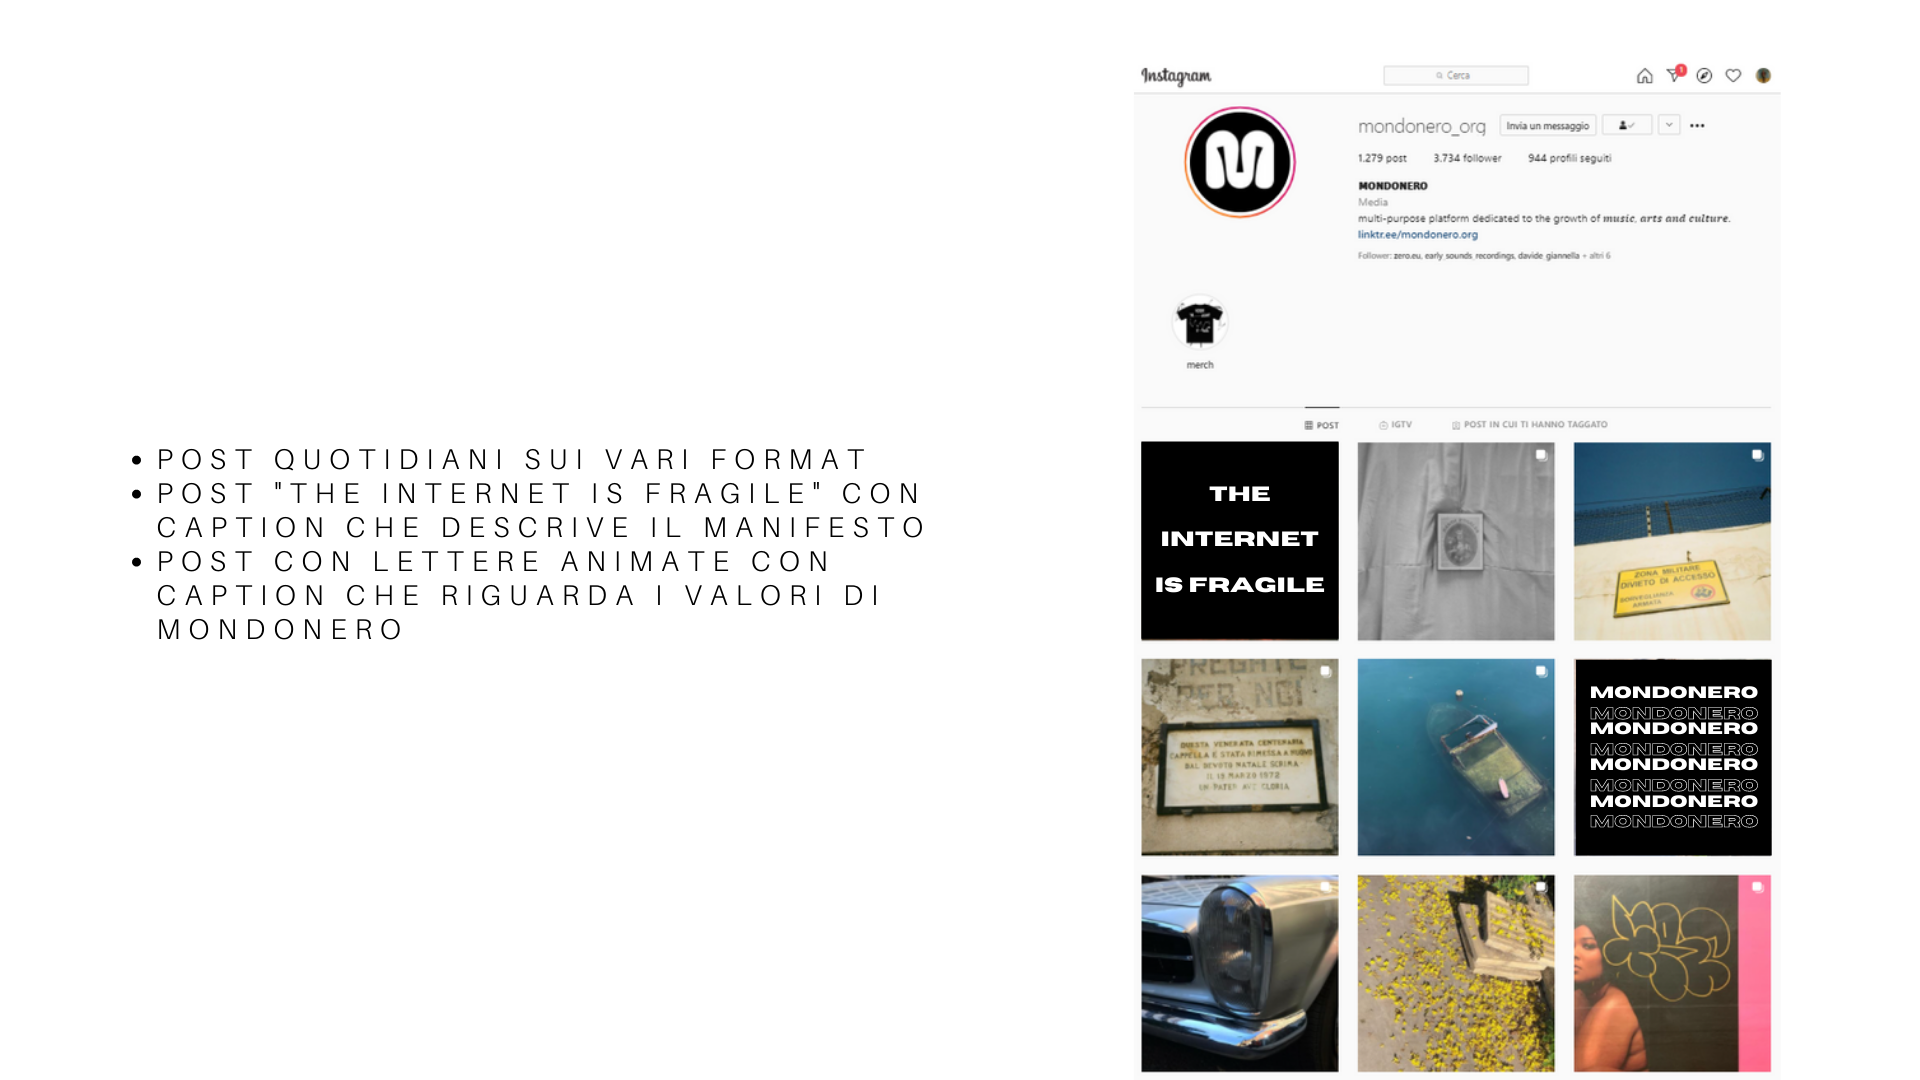 POST QUOTIDIANI SUI VARI FORMAT
POST "THE INTERNET IS FRAGILE" CON
CAPTION CHE DESCRIVE IL MANIFESTO
POST CON LETTERE ANIMATE CON
CAPTION CHE RIGUARDA I VALORI DI
MONDONERO
Instagram
Cerca
1
M
mondonero_org
Invia un messaggio
1.279 post 3.734 follower 944 profili seguiti
MONDONERO
Media
multi-purpose platform dedicated to the growth of music, arts and culture.
linktr.ee/mondonero.org
Follower: zero.eu, early_sounds_recordings, davide_giannella + altri 6
merch
POST IGTV POST IN CUI TI HANNO TAGGATO
THE
INTERNET
IS FRAGILE
ZONA MILITARE
DIVIETO DI ACCESSO
SORVEGLIANZA
ARMATA
PREGATE
PER NOI
QUESTA VENERATA CENTENARIA
CAPPELLA E STATA RIMESSA A NUOVO
DAL DEVOTO NATALE SCRIMA
IL 19 MARZO 1972
UN PATER AVE GLORIA
MONDONERO
MONDONERO
MONDONERO
MONDONERO
MONDONERO
MONDONERO
MONDONERO
MONDONERO